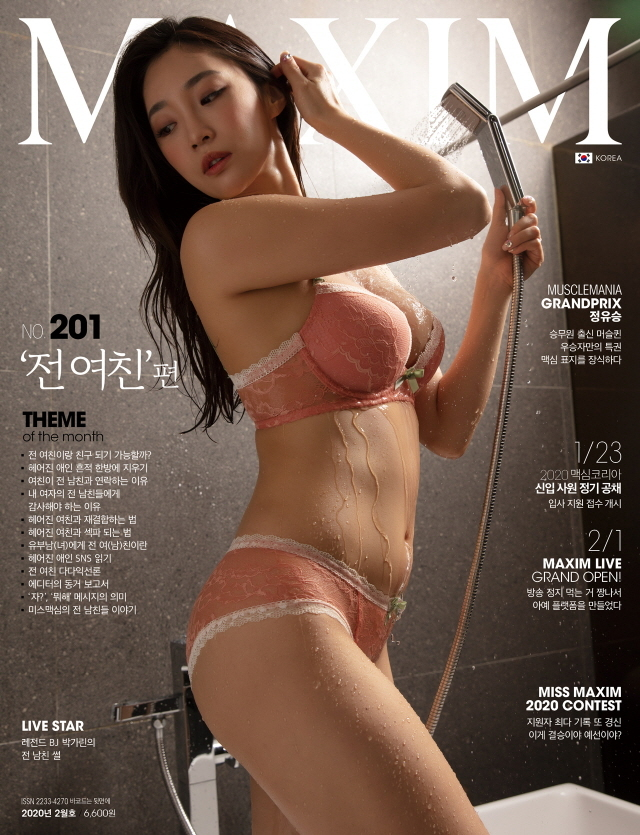 MAXIM
KOREA
NO. 201
‘전 여친’편
THEME
of the month
• 전 여친이랑 친구 되기 가능할까?
• 헤어진 애인 흔적 한방에 지우기
• 여친이 전 남친과 연락하는 이유
• 내 여자의 전 남친들에게
감사해야 하는 이유
• 헤어진 여친과 재결합하는 법
• 헤어진 여친과 섹파 되는 법
• 유부남(녀)에게 전 여(남)친이란
• 헤어진 애인 SNS 읽기
• 전 여친 다다익선론
• 에디터의 동거 보고서
• ‘자?’, ‘뭐해’ 메시지의 의미
• 미스맥심의 전 남친들 이야기
LIVE STAR
레전드 BJ 박가린의
전 남친 썰
ISSN 2233-4270 바코드는 뒷면에
2020년 2월호 6,600원
MUSCLEMANIA
GRANDPRIX
정유승
승무원 출신 머슬퀸
우승자만의 특권
맥심 표지를 장식하다
1/23
2020 맥심코리아
신입 사원 정기 공채
입사 지원 접수 개시
2/1
MAXIM LIVE
GRAND OPEN!
방송 정지 먹는 거 짱나서
아예 플랫폼을 만들었다
MISS MAXIM
2020 CONTEST
지원자 최다 기록 또 경신
이게 결승이야 예선이야?